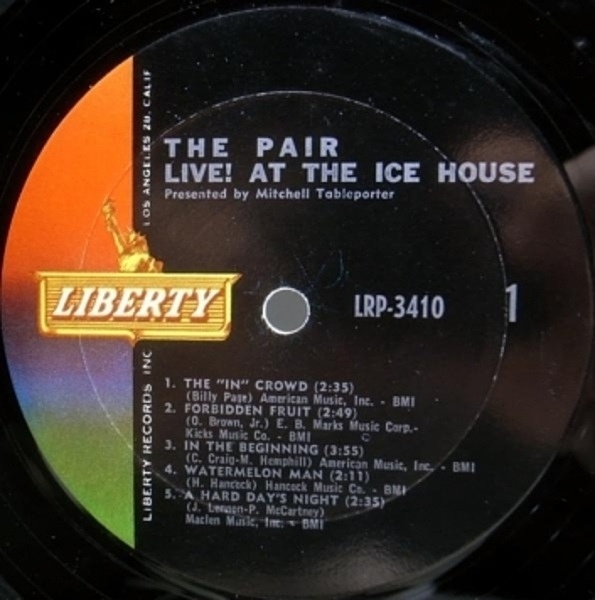 THE PAIR
LIVE! AT THE ICE HOUSE
Presented by Mitchell Tableporter
LIBERTY
LRP-3410
1
1. THE "IN" CROWD (2:35)
(Billy Page) American Music, Inc. - BMI
2. FORBIDDEN FRUIT (2:49)
(O. Brown, Jr.) E. B. Marks Music Corp.-
Kicks Music Co. - BMI
3. IN THE BEGINNING (3:55)
(C. Craig-M. Hemphill) American Music, Inc. - BMI
4. WATERMELON MAN (2:11)
(H. Hancock) Hancock Music Co. - BMI
5. A HARD DAY'S NIGHT (2:35)
(J. Lennon-P. McCartney)
Maclen Music, Inc. - BMI
LIBERTY RECORDS INC.
LOS ANGELES 28, CALIF